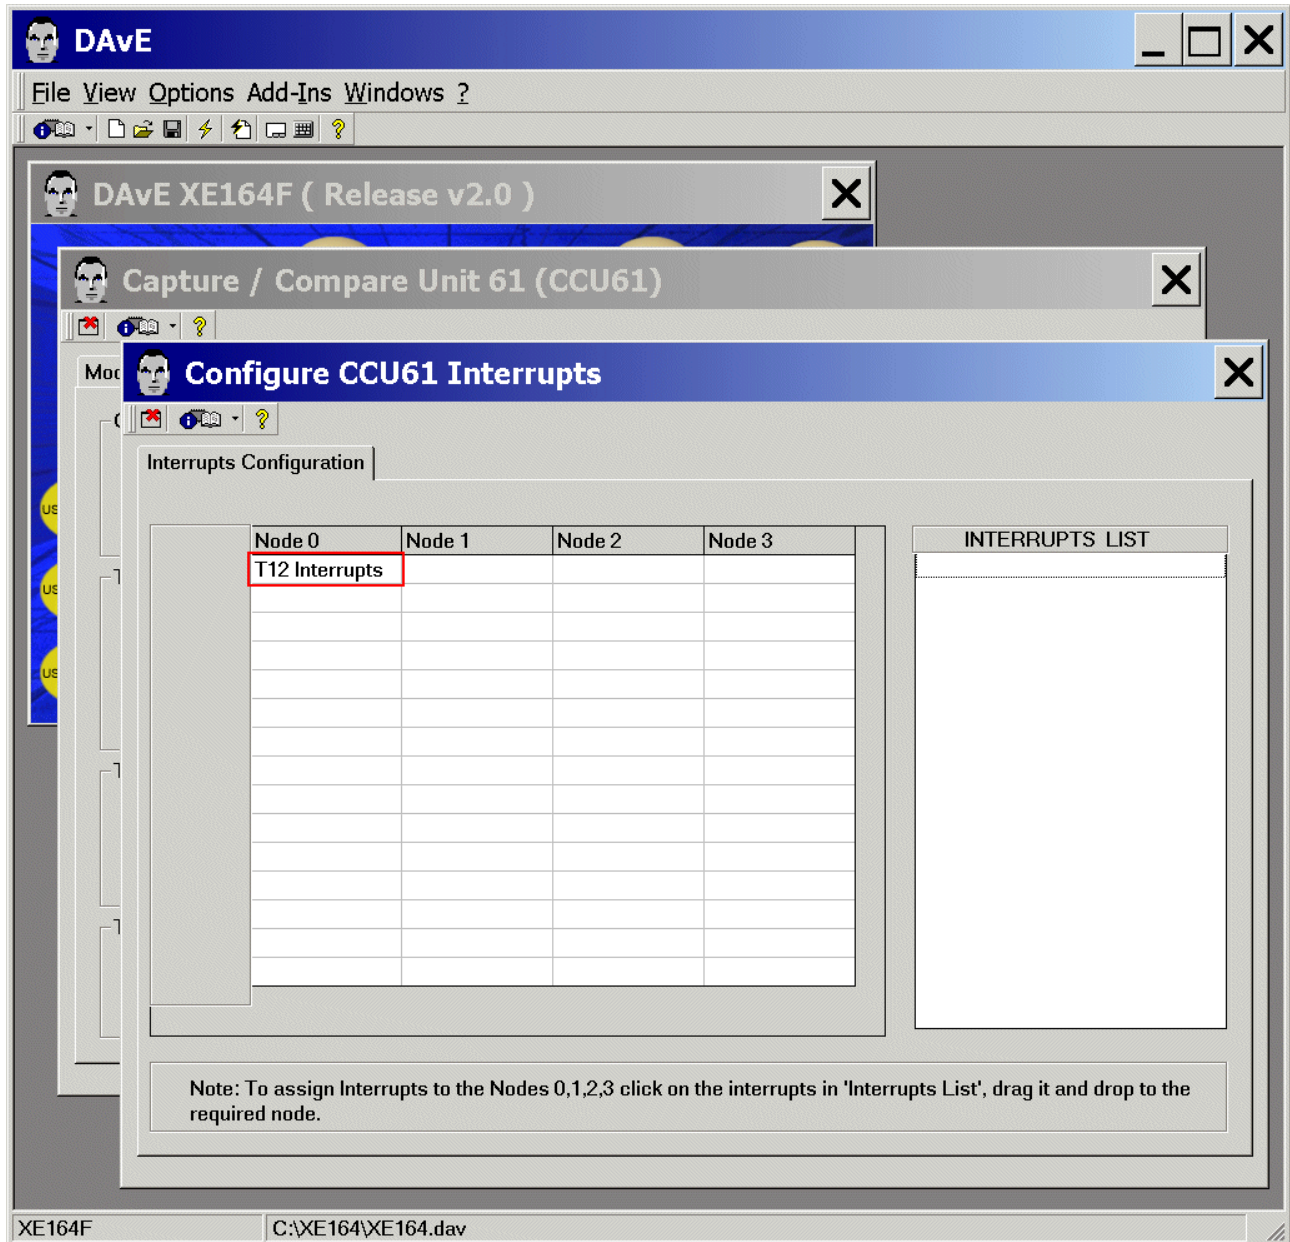 DAvE
File View Options Add-Ins Windows ?
DAvE XE164F ( Release v2.0 )
Capture / Compare Unit 61 (CCU61)
Configure CCU61 Interrupts
Interrupts Configuration
Node 0 Node 1 Node 2 Node 3 INTERRUPTS LIST
T12 Interrupts
US
US
US
Note: To assign Interrupts to the Nodes 0,1,2,3 click on the interrupts in 'Interrupts List', drag it and drop to the
required node.
XE164F C:\XE164\XE164.dav